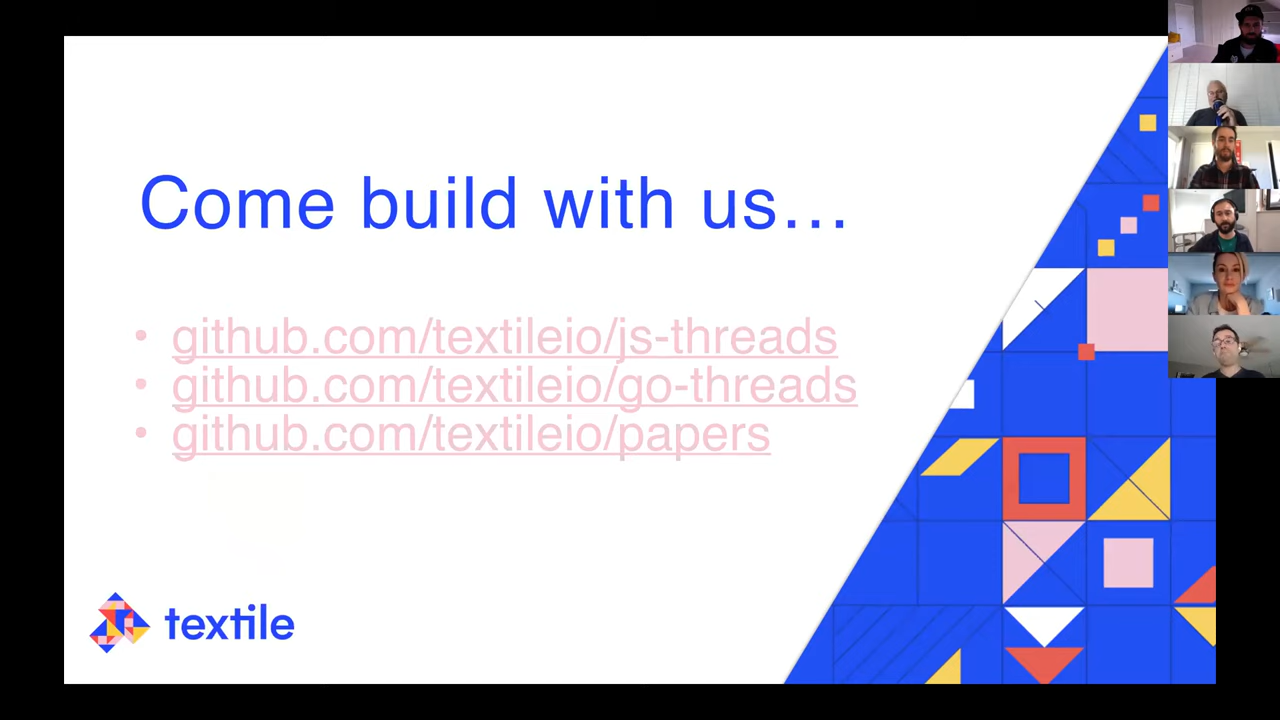 Come build with us...
• github.com/textileio/js-threads
• github.com/textileio/go-threads
• github.com/textileio/papers
textile